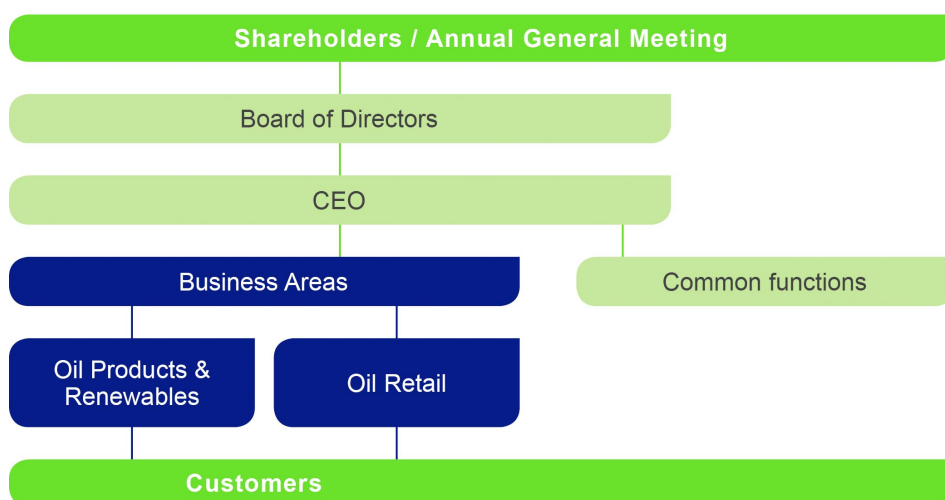 Shareholders / Annual General Meeting
Board of Directors
CEO
Business Areas
Common functions
Oil Products &
Renewables
Oil Retail
Customers